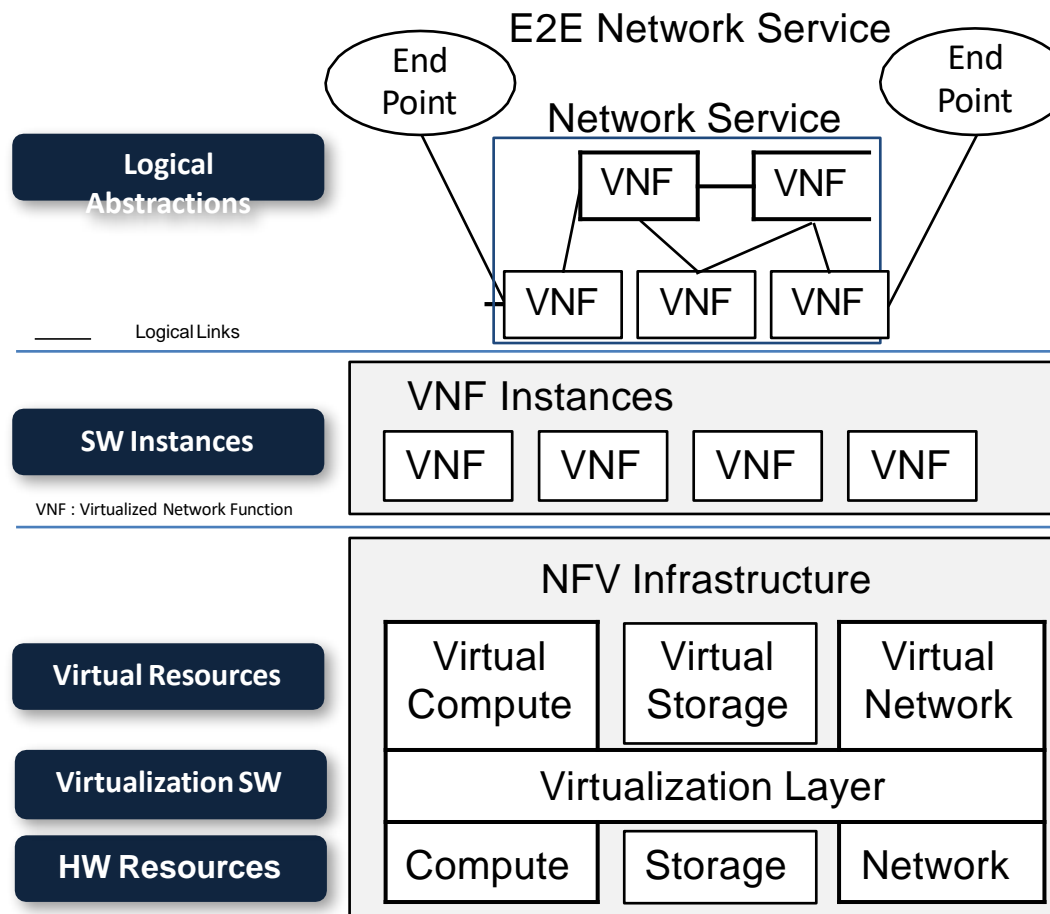 E2E Network Service
End
Point
End
Point
Network Service
Logical
Abstractions
VNF
VNF
VNF
VNF
VNF
Logical Links
VNF Instances
SW Instances
VNF
VNF
VNF
VNF
VNF : Virtualized Network Function
NFV Infrastructure
Virtual Resources
Virtual
Compute
Virtual
Storage
Virtual
Network
Virtualization SW
Virtualization Layer
HW Resources
Compute
Storage
Network